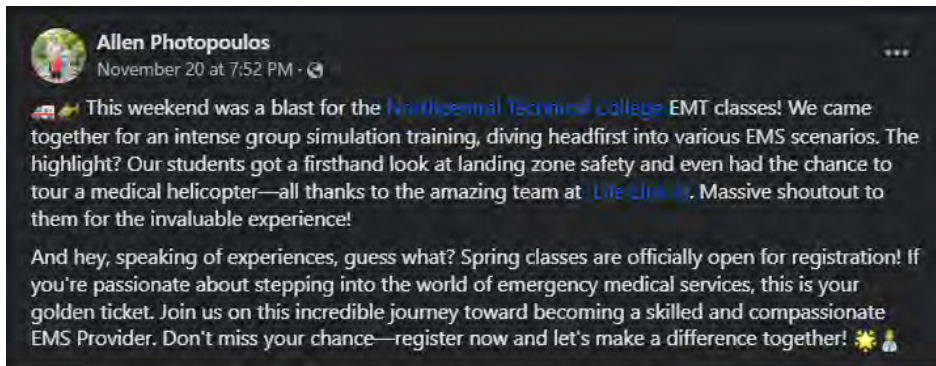 Allen Photopoulos
November 20 at 7:52 PM ·
🚑🚁 This weekend was a blast for the Northcentral Technical College EMT classes! We came
together for an intense group simulation training, diving headfirst into various EMS scenarios. The
highlight? Our students got a firsthand look at landing zone safety and even had the chance to
tour a medical helicopter—all thanks to the amazing team at Life Link III. Massive shoutout to
them for the invaluable experience!
And hey, speaking of experiences, guess what? Spring classes are officially open for registration! If
you're passionate about stepping into the world of emergency medical services, this is your
golden ticket. Join us on this incredible journey toward becoming a skilled and compassionate
EMS Provider. Don't miss your chance—register now and let's make a difference together! 🌟